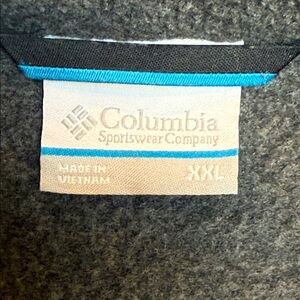 Columbia
Sportswear Company
MADE IN
VIETNAM
XXL